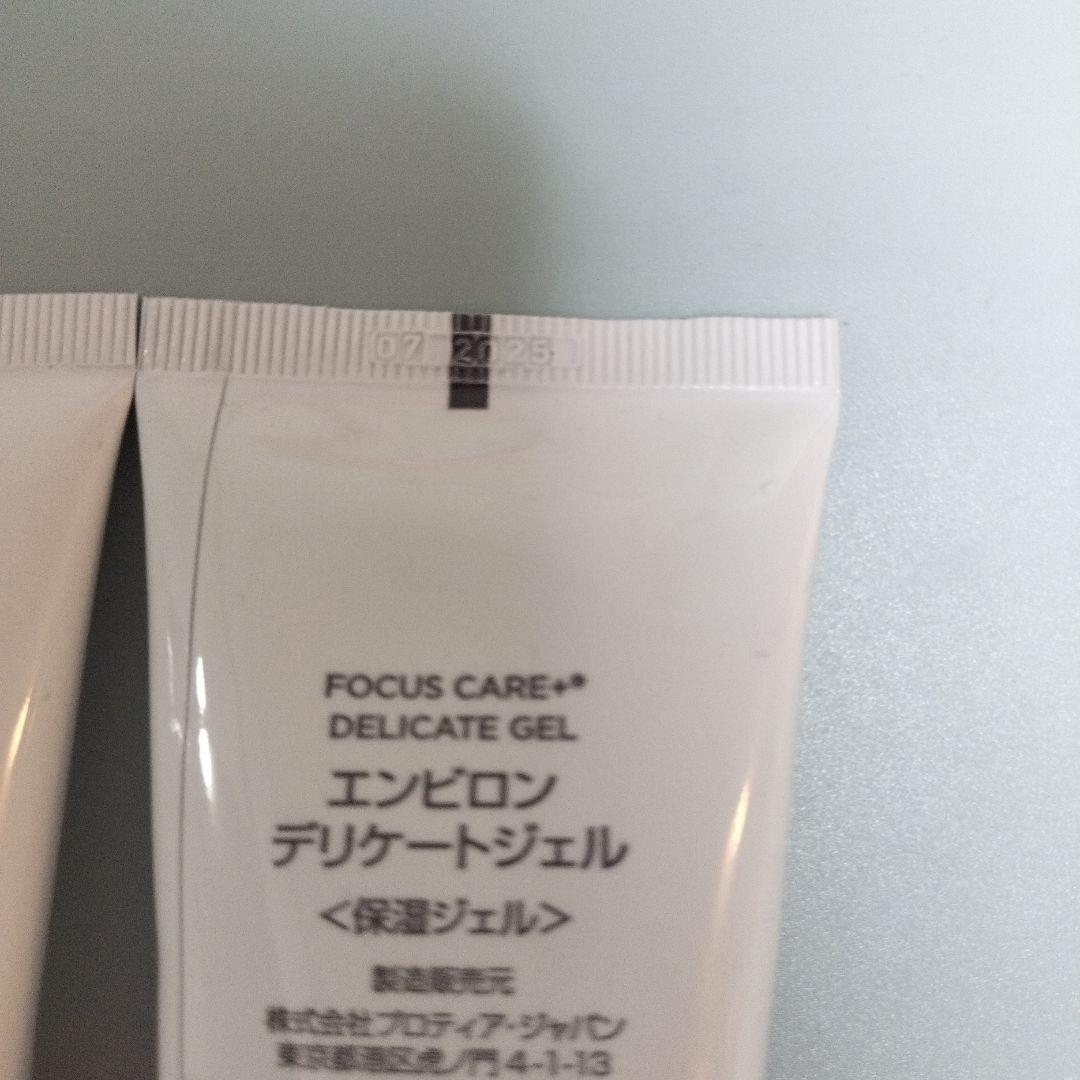 07 2025
FOCUS CARE+®
DELICATE GEL
エンビロン
デリケートジェル
<保湿ジェル>
製造販売元
株式会社プロティア・ジャパン
東京都港区虎ノ門4-1-13